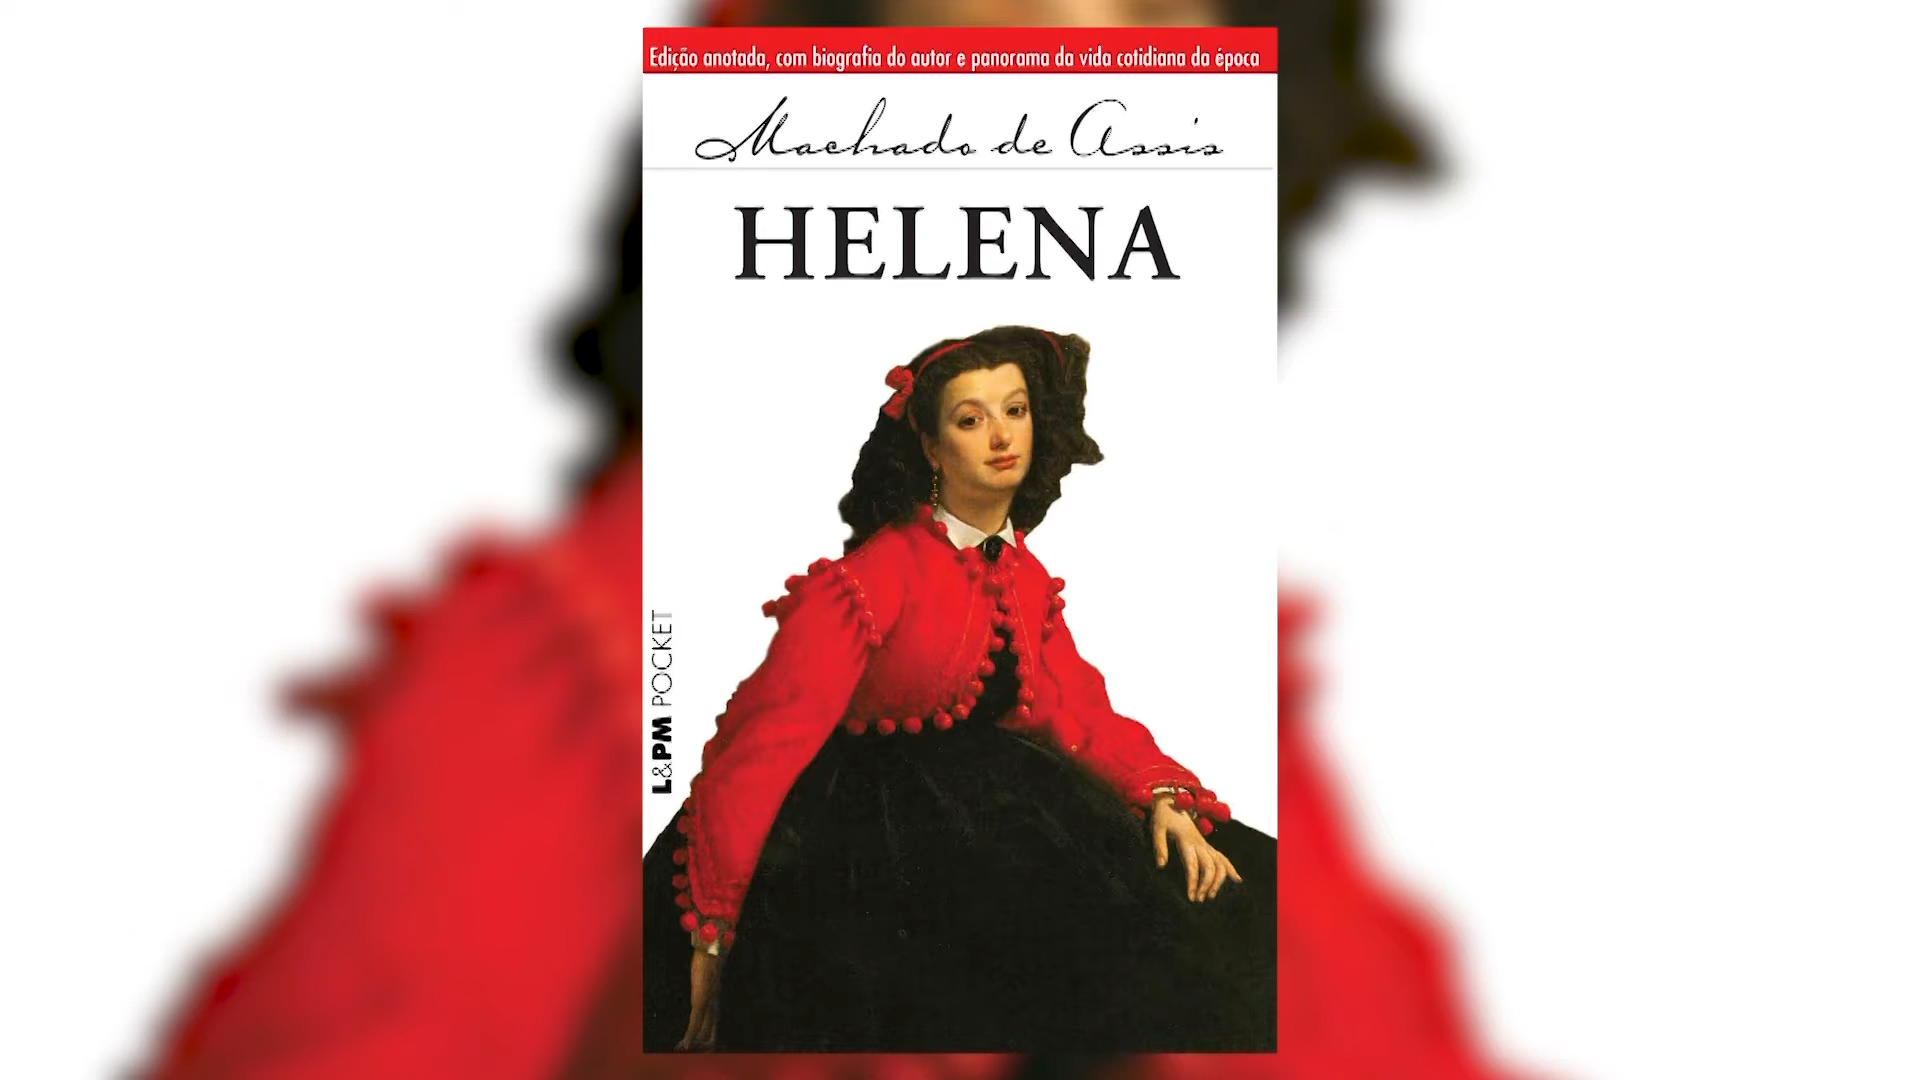 Edição anotada, com biografia do autor e panorama da vida cotidiana da época
Machado de Assis
HELENA
L&PM POCKET